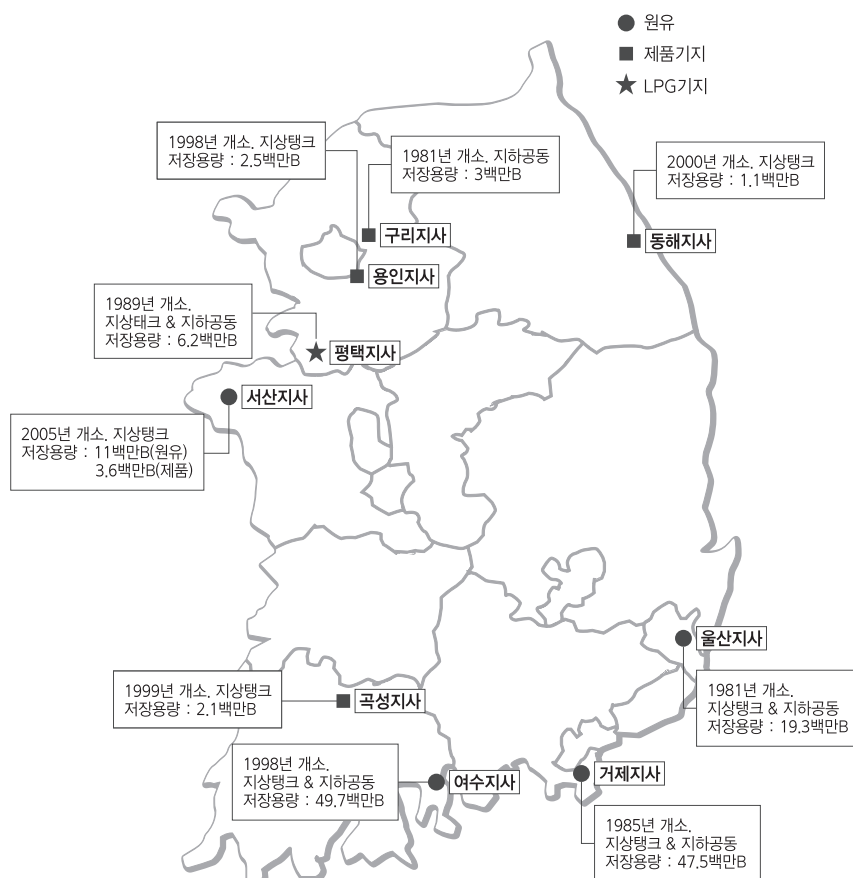 원유
제품기지
LPG기지
1998년 개소. 지상탱크
저장용량 : 2.5백만B
1981년 개소. 지하공동
저장용량 : 3백만B
2000년 개소. 지상탱크
저장용량 : 1.1백만B
구리지사
동해지사
용인지사
1989년 개소.
지상태크 & 지하공동
저장용량 : 6.2백만B
평택지사
서산지사
2005년 개소. 지상탱크
저장용량 : 11백만B(원유)
3.6백만B(제품)
울산지사
1981년 개소.
지상탱크 & 지하공동
저장용량 : 19.3백만B
1999년 개소. 지상탱크
저장용량 : 2.1백만B
곡성지사
1998년 개소.
지상탱크 & 지하공동
저장용량 : 49.7백만B
여수지사
거제지사
1985년 개소.
지상탱크 & 지하공동
저장용량 : 47.5백만B